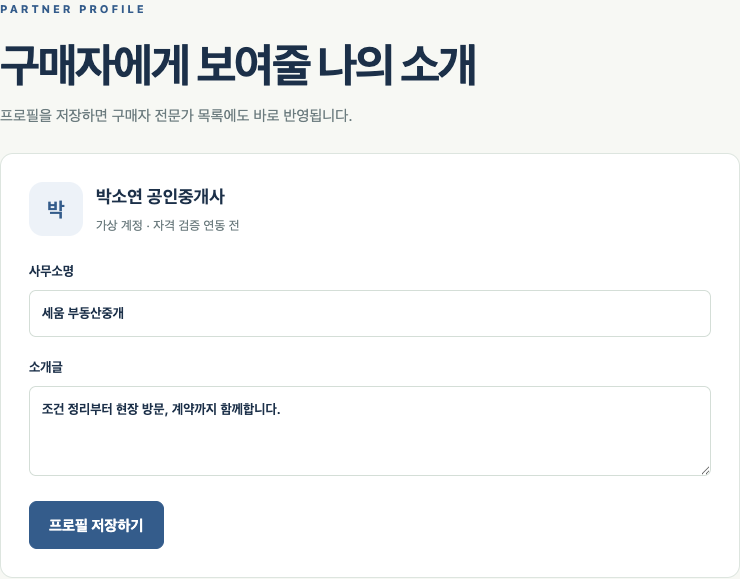 PARTNER PROFILE
구매자에게 보여줄 나의 소개
프로필을 저장하면 구매자 전문가 목록에도 바로 반영됩니다.
박
박소연 공인중개사
가상 계정 · 자격 검증 연동 전
사무소명
세움 부동산중개
소개글
조건 정리부터 현장 방문, 계약까지 함께합니다.
프로필 저장하기